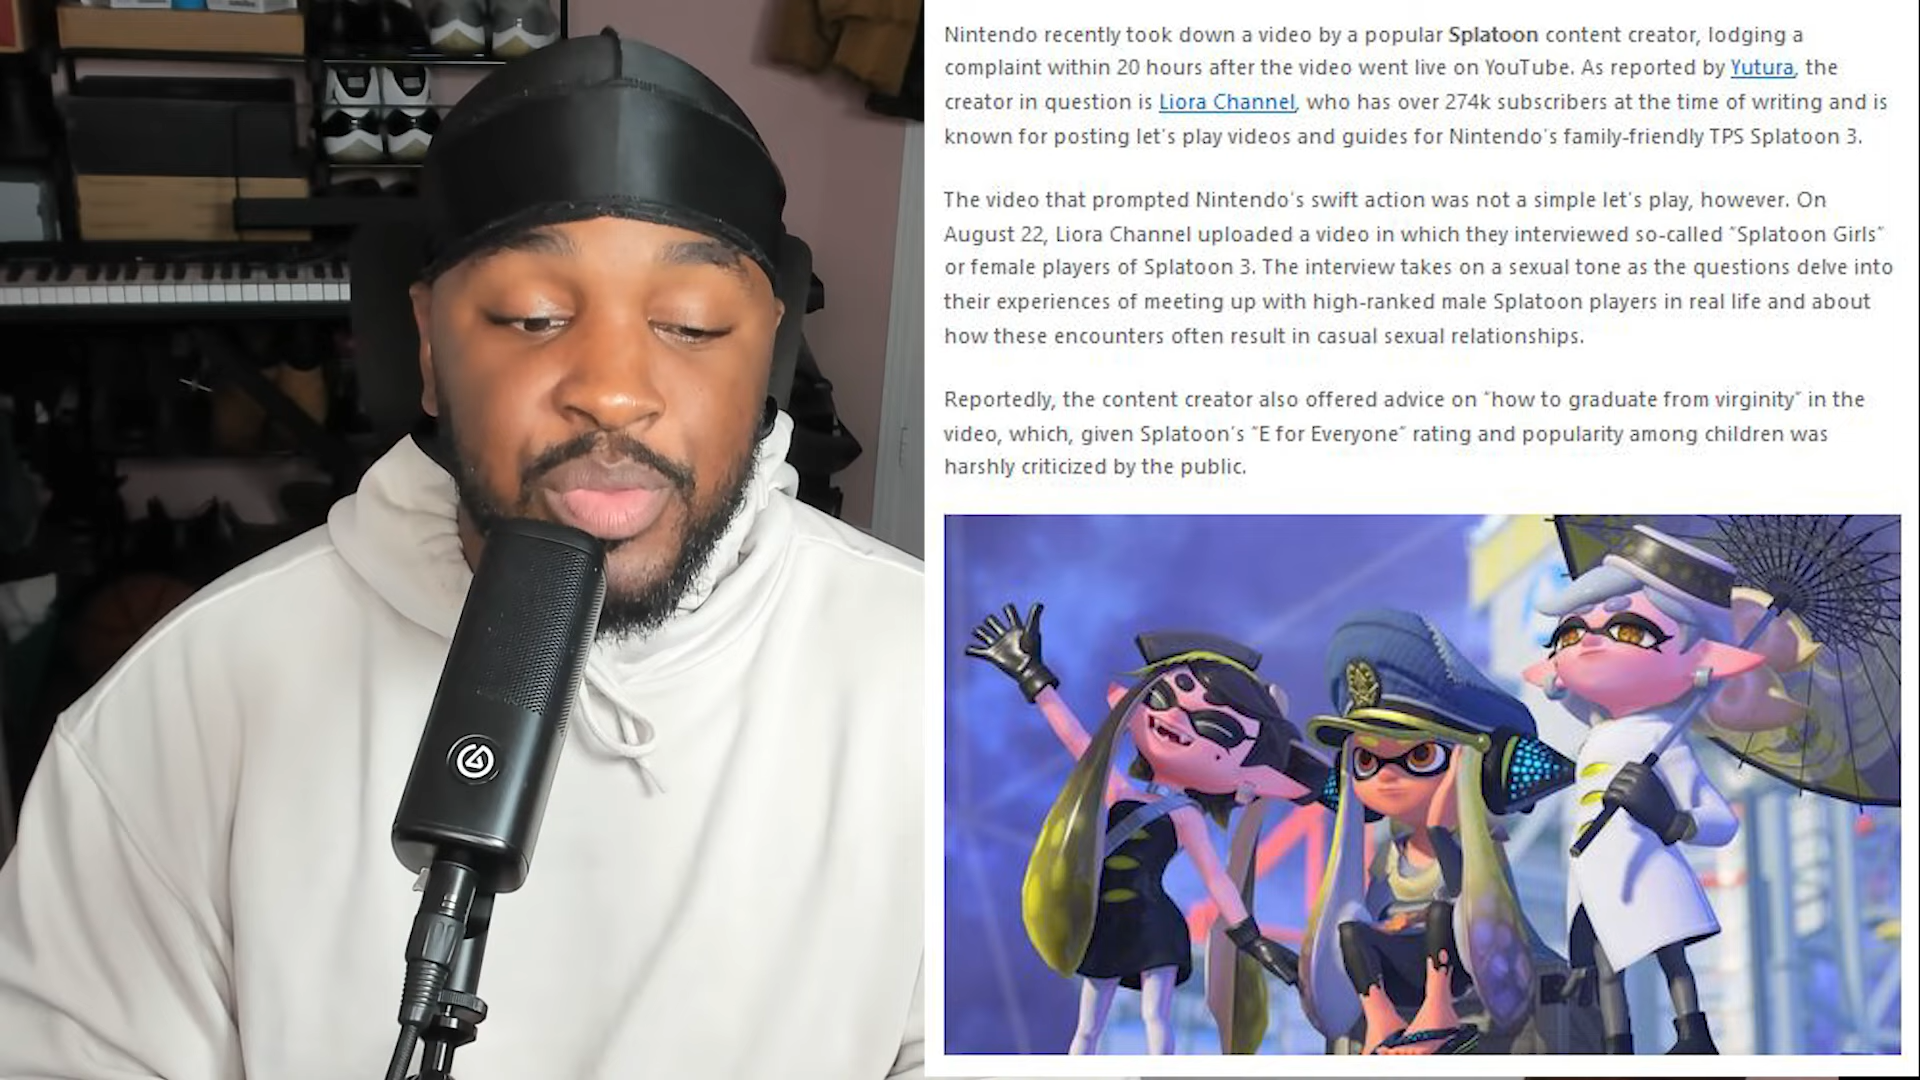 Nintendo recently took down a video by a popular Splatoon content creator, lodging a
complaint within 20 hours after the video went live on YouTube. As reported by Yutura, the
creator in question is Liora Channel, who has over 274k subscribers at the time of writing and is
known for posting let's play videos and guides for Nintendo's family-friendly TPS Splatoon 3.
The video that prompted Nintendo's swift action was not a simple let's play, however. On
August 22, Liora Channel uploaded a video in which they interviewed so-called "Splatoon Girls"
or female players of Splatoon 3. The interview takes on a sexual tone as the questions delve into
their experiences of meeting up with high-ranked male Splatoon players in real life and about
how these encounters often result in casual sexual relationships.
Reportedly, the content creator also offered advice on "how to graduate from virginity" in the
video, which, given Splatoon's "E for Everyone" rating and popularity among children was
harshly criticized by the public.